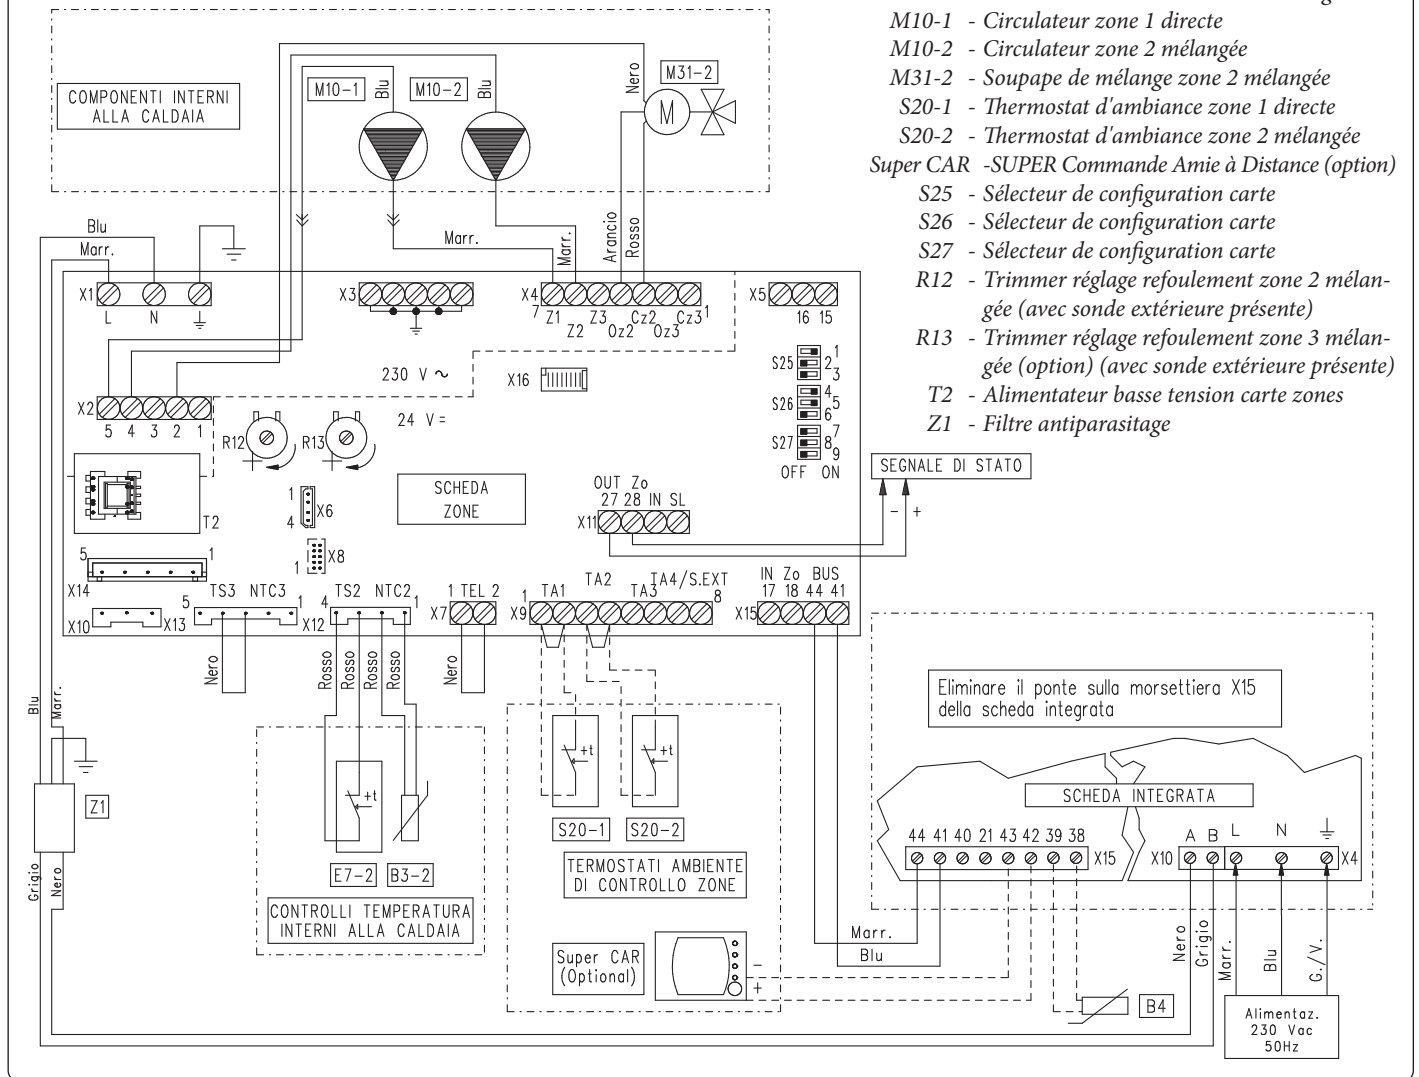 M10-1 - Circulateur zone 1 directe
M10-2 - Circulateur zone 2 mélangée
M31-2 - Soupape de mélange zone 2 mélangée
S20-1 - Thermostat d'ambiance zone 1 directe
S20-2 - Thermostat d'ambiance zone 2 mélangée
Super CAR -SUPER Commande Amie à Distance (option)
S25 - Sélecteur de configuration carte
S26 - Sélecteur de configuration carte
S27 - Sélecteur de configuration carte
R12 - Trimmer réglage refoulement zone 2 mélan-
gée (avec sonde extérieure présente)
R13 - Trimmer réglage refoulement zone 3 mélan-
gée (option) (avec sonde extérieure présente)
T2 - Alimentateur basse tension carte zones
Z1 - Filtre antiparasitage
COMPONENTI INTERNI
ALLA CALDAIA
M10-1
Blu
M10-2
Blu
Nero
M31-2
M
Blu
Marr.
Marr.
Marr.
Arancio
Rosso
X1
L N
X3
X4
7 1
Z1 Z3 Cz2 Cz3
Z2 Oz2 Oz3
X5
16 15
230 V ~
X16
S25
1
2
3
S26
4
5
6
S27
7
8
9
OFF ON
X2
5 4 3 2 1
R12
R13
24 V =
SCHEDA
ZONE
T2
1
4
X6
1
X8
OUT Zo
27 28 IN SL
X11
SEGNALE DI STATO
- +
5 1
X14
X10
X13
5 TS3 NTC3 1
X12
4 TS2 NTC2 1
X7
1 TEL 2
X9
1 TA1 TA2 TA3 TA4/S.EXT 8
X15
IN Zo BUS
17 18 44 41
Nero
Rosso
Rosso
Rosso
Rosso
Nero
Blu
Marr.
Z1
Grigio
Nero
+t
E7-2
B3-2
CONTROLLI TEMPERATURA
INTERNI ALLA CALDAIA
+t
+t
S20-1
S20-2
TERMOSTATI AMBIENTE
DI CONTROLLO ZONE
Super CAR
(Optional)
-
+
Eliminare il ponte sulla morsettiera X15
della scheda integrata
SCHEDA INTEGRATA
44 41 40 21 43 42 39 38
X15
X10
A B L N
X4
Marr.
Blu
Nero
Grigio
Marr.
Blu
G./V.
B4
Alimentaz.
230 Vac
50Hz